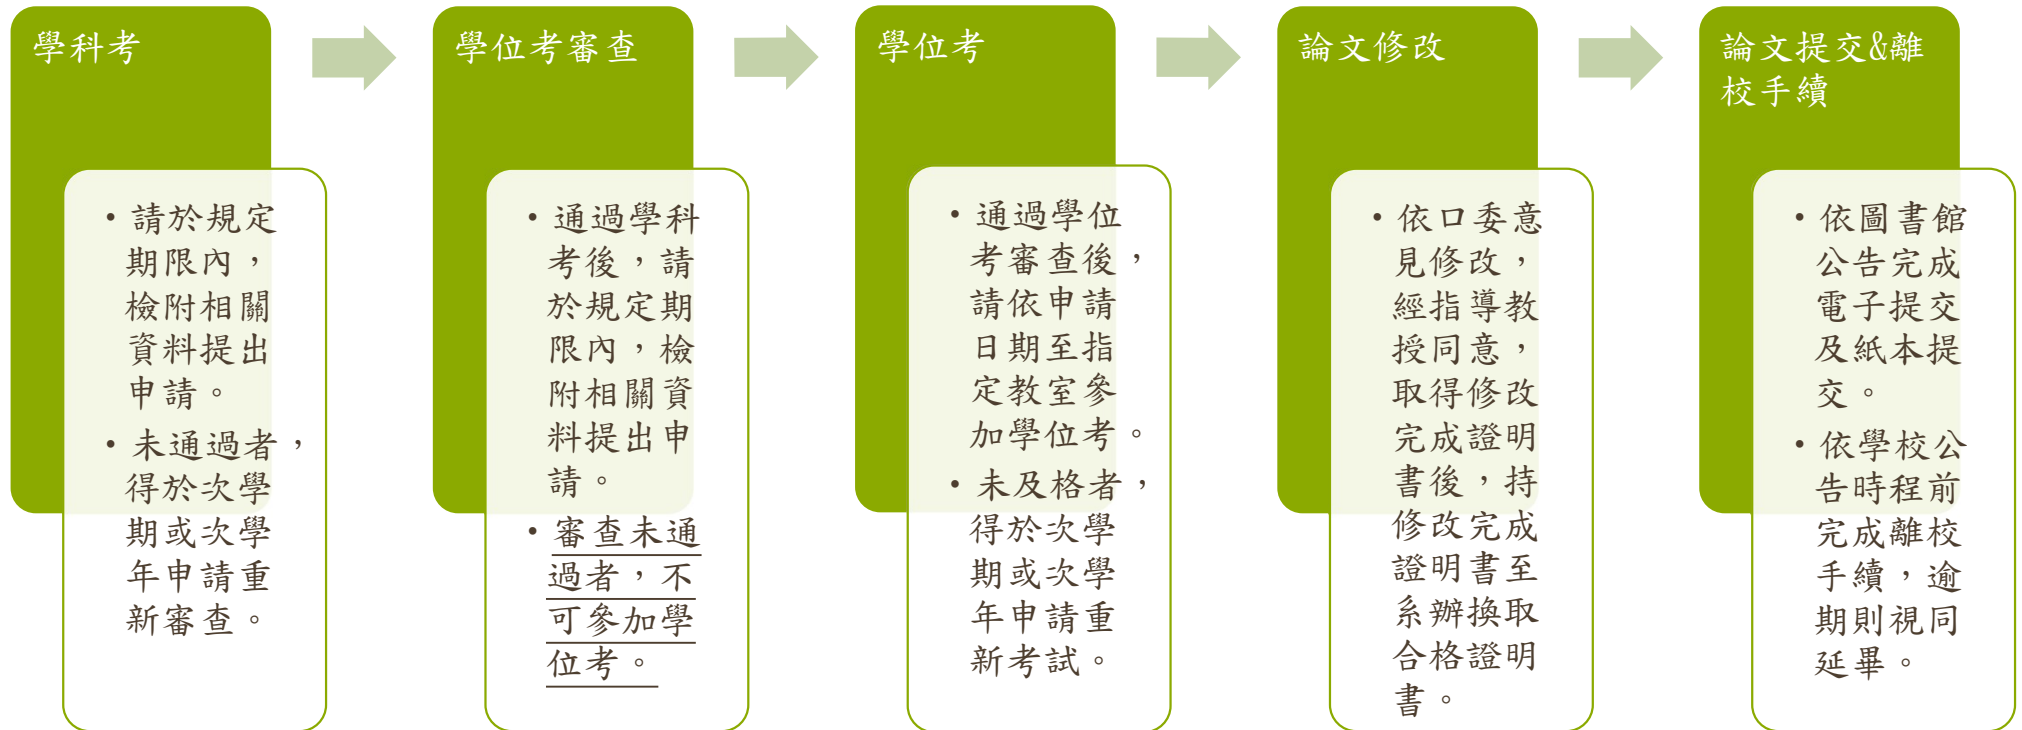 學科考
• 請於規定
期限內，
檢附相關
資料提出
申請。
• 未通過者，
得於次學
期或次學
年申請重
新審查。
學位考審查
• 通過學科
考後，請
於規定期
限內，檢
附相關資
料提出申
請。
• 審查未通
過者，不
可參加學
位考。
學位考
• 通過學位
考審查後，
請依申請
日期至指
定教室參
加學位考。
• 未及格者，
得於次學
期或次學
年申請重
新考試。
論文修改
• 依口委意
見修改，
經指導教
授同意，
取得修改
完成證明
書後，持
修改完成
證明書至
系辦換取
合格證明
書。
論文提交&離
校手續
• 依圖書館
公告完成
電子提交
及紙本提
交。
• 依學校公
告時程前
完成離校
手續，逾
期則視同
延畢。